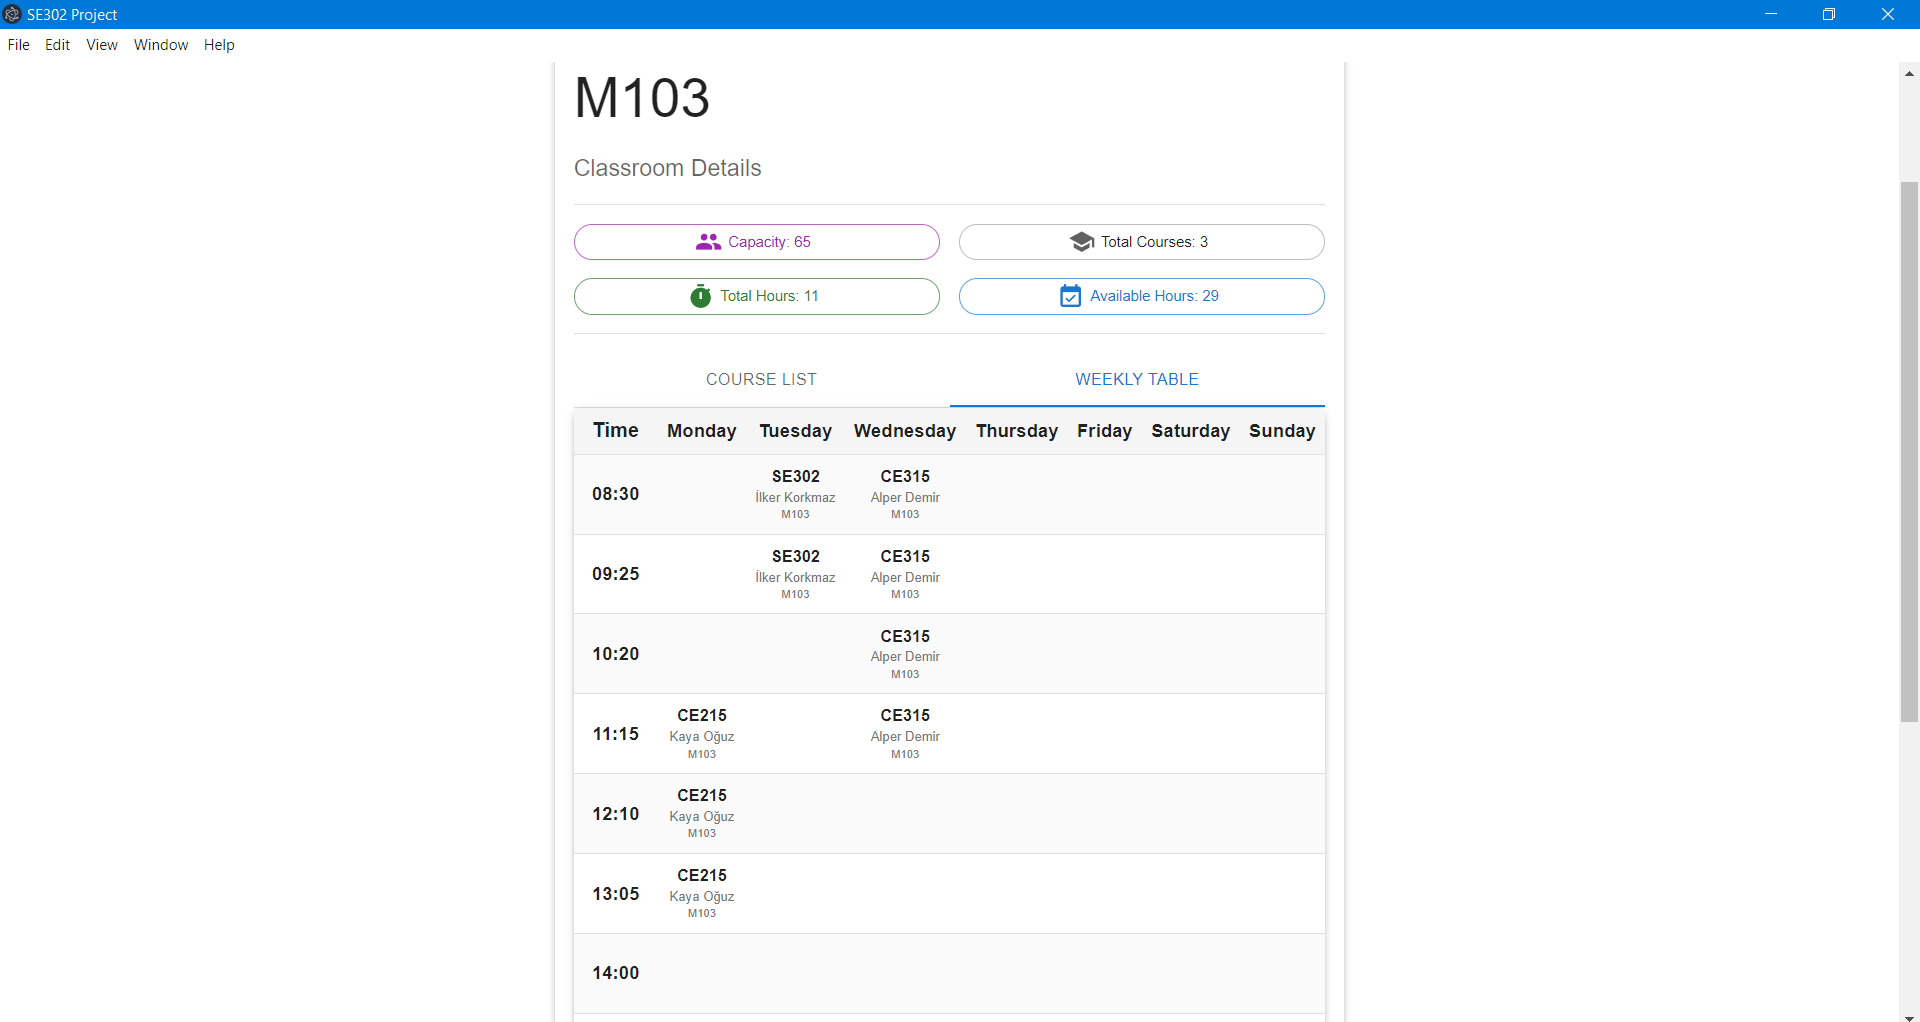 SE302 Project
File Edit View Window Help
M103
Classroom Details
Capacity: 65 Total Courses: 3
Total Hours: 11 Available Hours: 29
COURSE LIST WEEKLY TABLE
Time Monday Tuesday Wednesday Thursday Friday Saturday Sunday
08:30
SE302 CE315
İlker Korkmaz Alper Demir
M103 M103
09:25
SE302 CE315
İlker Korkmaz Alper Demir
M103 M103
10:20
CE315
Alper Demir
M103
11:15
CE215 CE315
Kaya Oğuz Alper Demir
M103 M103
12:10
CE215
Kaya Oğuz
M103
13:05
CE215
Kaya Oğuz
M103
14:00